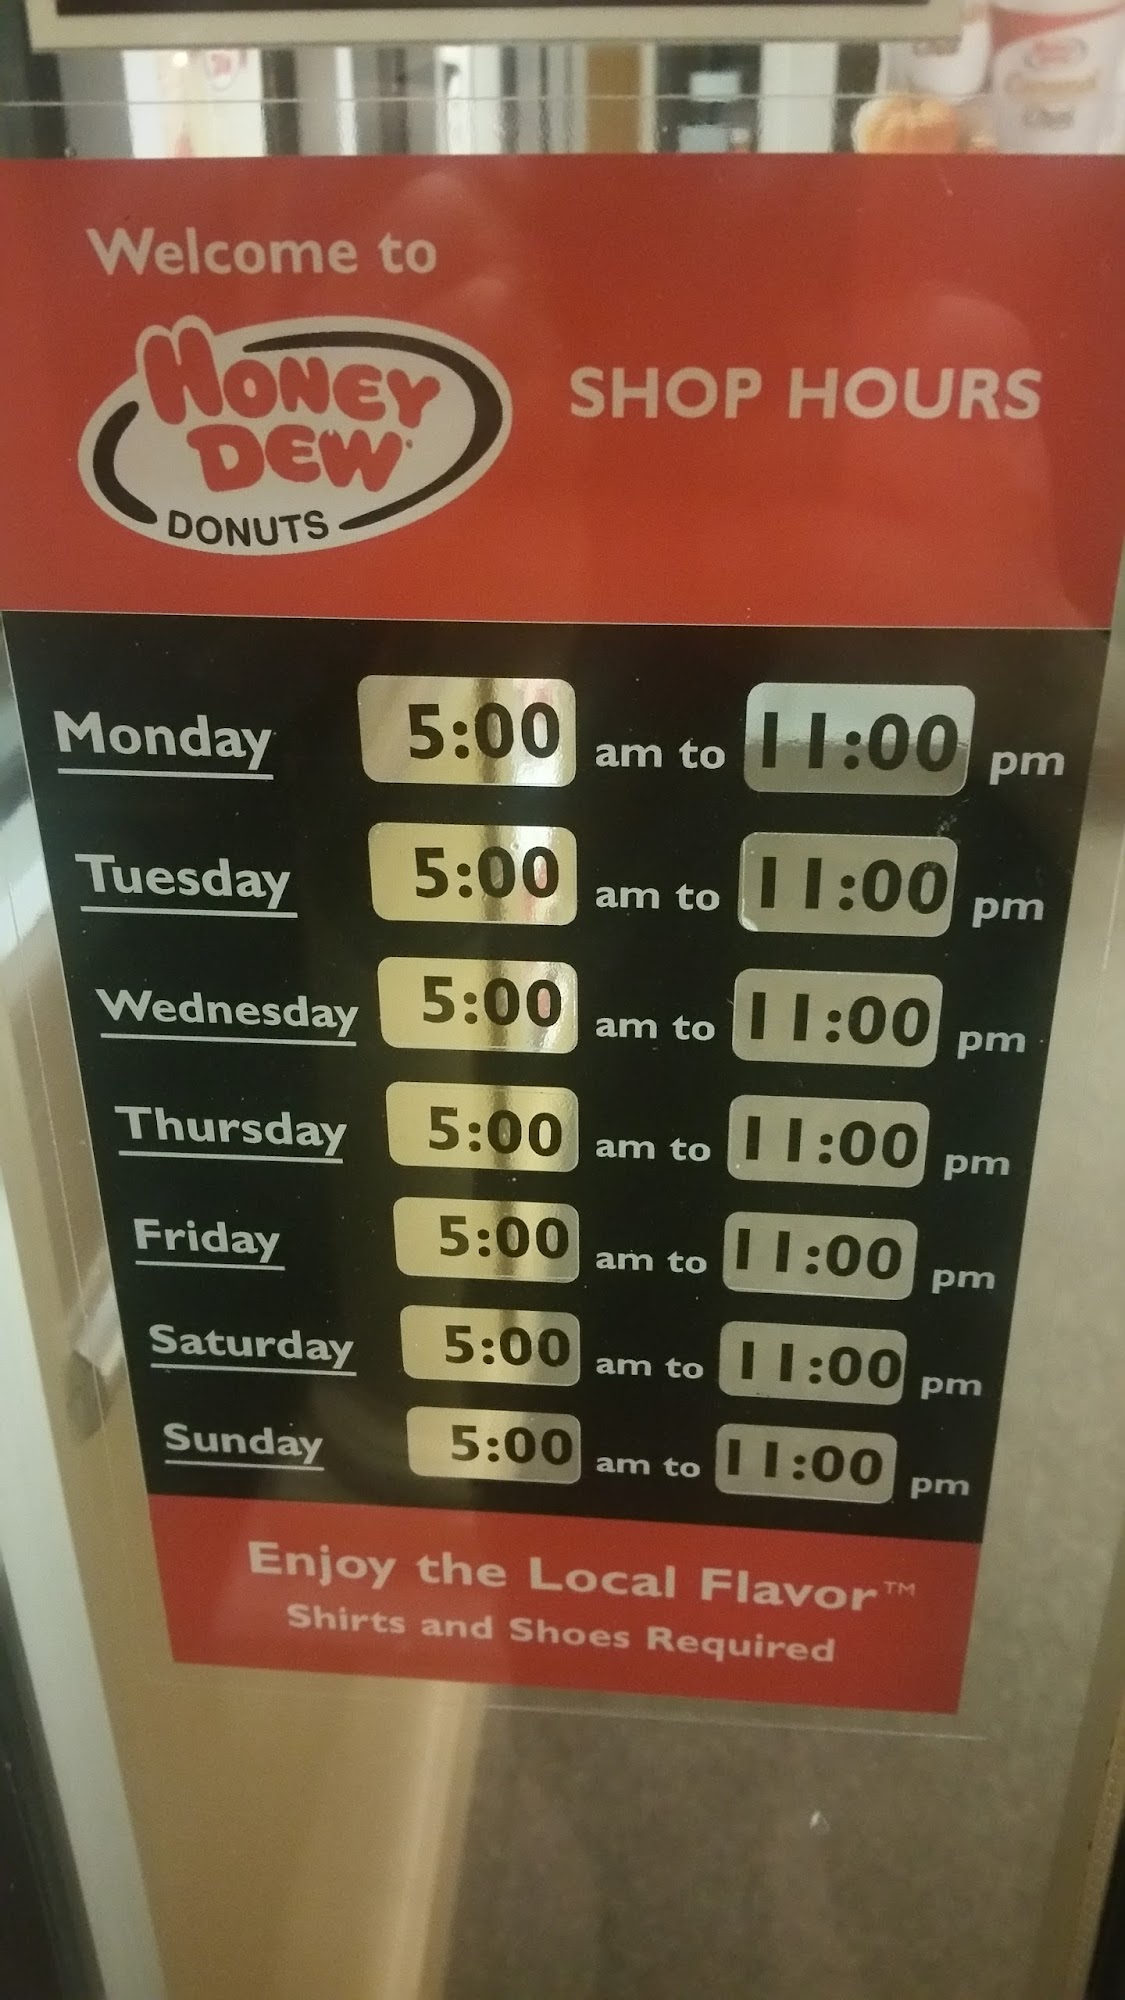 Welcome to
HONEY
DEW
DONUTS
SHOP HOURS
Monday 5:00 am to 11:00 pm
Tuesday 5:00 am to 11:00 pm
Wednesday 5:00 am to 11:00 pm
Thursday 5:00 am to 11:00 pm
Friday 5:00 am to 11:00 pm
Saturday 5:00 am to 11:00 pm
Sunday 5:00 am to 11:00 pm
Enjoy the Local Flavor™
Shirts and Shoes Required